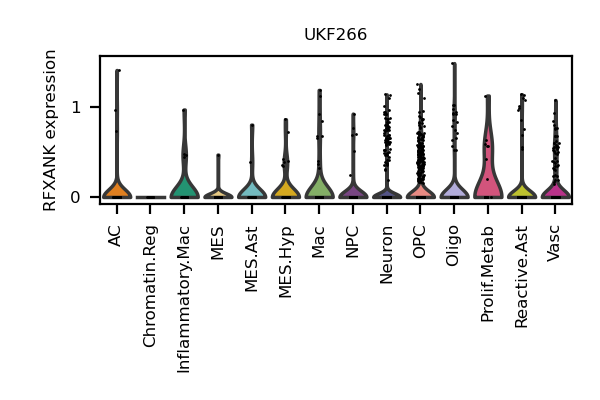 UKF266
RFXANK expression
1
0
AC
Chromatin.Reg
Inflammatory.Mac
MES
MES.Ast
MES.Hyp
Mac
NPC
Neuron
OPC
Oligo
Prolif.Metab
Reactive.Ast
Vasc